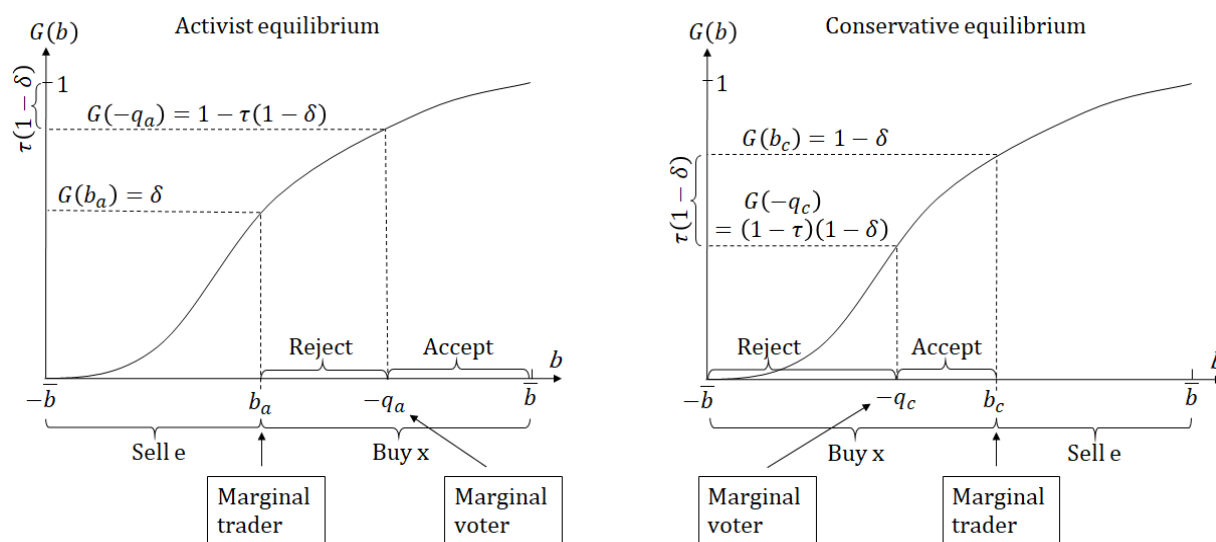 Activist equilibrium
G(b)
1
τ(1 − δ)
G(−q_a) = 1 − τ(1 − δ)
G(b_a) = δ
Reject
Accept
b
−b̅
b_a
−q_a
b̅
Sell e
Buy x
Marginal
trader
Marginal
voter
Conservative equilibrium
G(b)
1
G(b_c) = 1 − δ
τ(1 − δ)
G(−q_c)
= (1 − τ)(1 − δ)
Reject
Accept
b
−b̅
−q_c
b_c
b̅
Buy x
Sell e
Marginal
voter
Marginal
trader